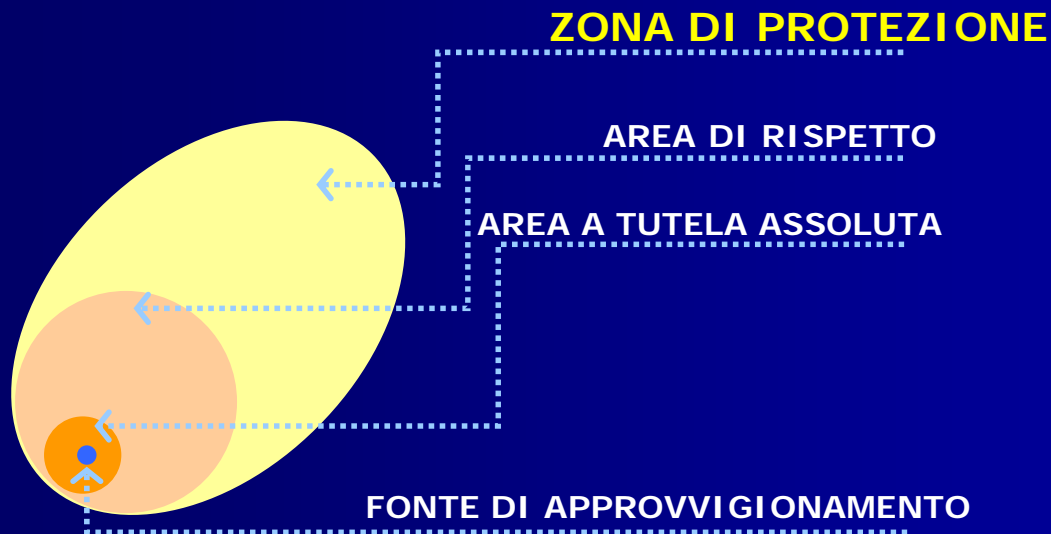 ZONA DI PROTEZIONE
AREA DI RISPETTO
AREA A TUTELA ASSOLUTA
FONTE DI APPROVVIGIONAMENTO